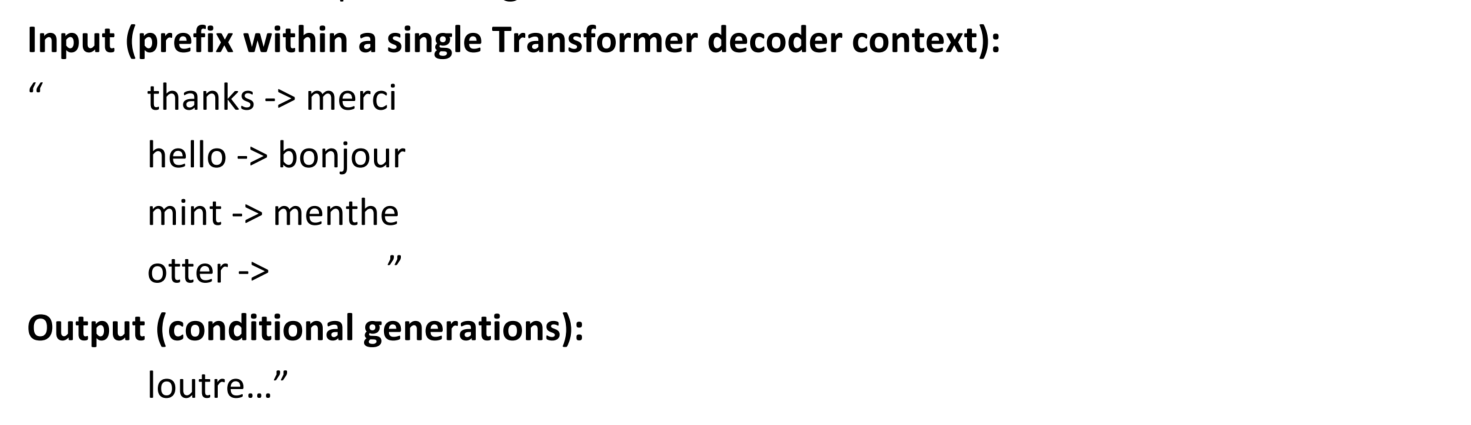 Input (prefix within a single Transformer decoder context):
“ thanks -> merci
hello -> bonjour
mint -> menthe
otter -> ”
Output (conditional generations):
loutre…”